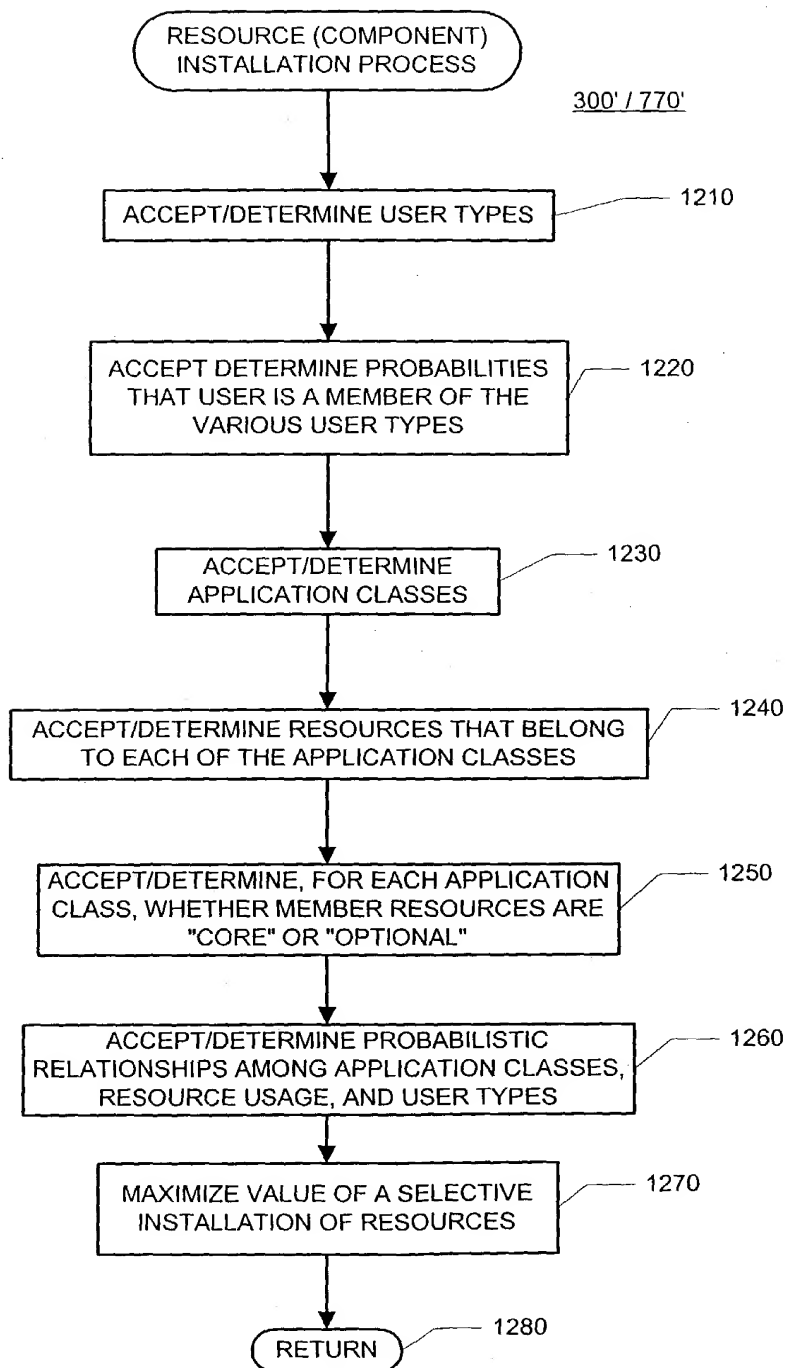 RESOURCE (COMPONENT)
INSTALLATION PROCESS
300' / 770'
ACCEPT/DETERMINE USER TYPES
1210
ACCEPT DETERMINE PROBABILITIES
THAT USER IS A MEMBER OF THE
VARIOUS USER TYPES
1220
ACCEPT/DETERMINE
APPLICATION CLASSES
1230
ACCEPT/DETERMINE RESOURCES THAT BELONG
TO EACH OF THE APPLICATION CLASSES
1240
ACCEPT/DETERMINE, FOR EACH APPLICATION
CLASS, WHETHER MEMBER RESOURCES ARE
"CORE" OR "OPTIONAL"
1250
ACCEPT/DETERMINE PROBABILISTIC
RELATIONSHIPS AMONG APPLICATION CLASSES,
RESOURCE USAGE, AND USER TYPES
1260
MAXIMIZE VALUE OF A SELECTIVE
INSTALLATION OF RESOURCES
1270
RETURN
1280